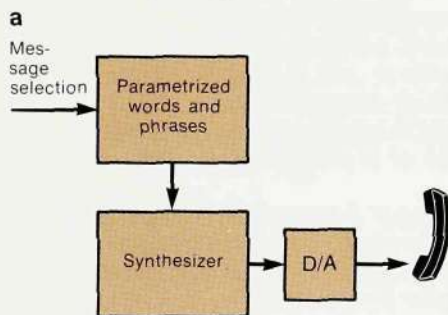 a
Mes-
sage
selection
Parametrized
words and
phrases
Synthesizer
D/A